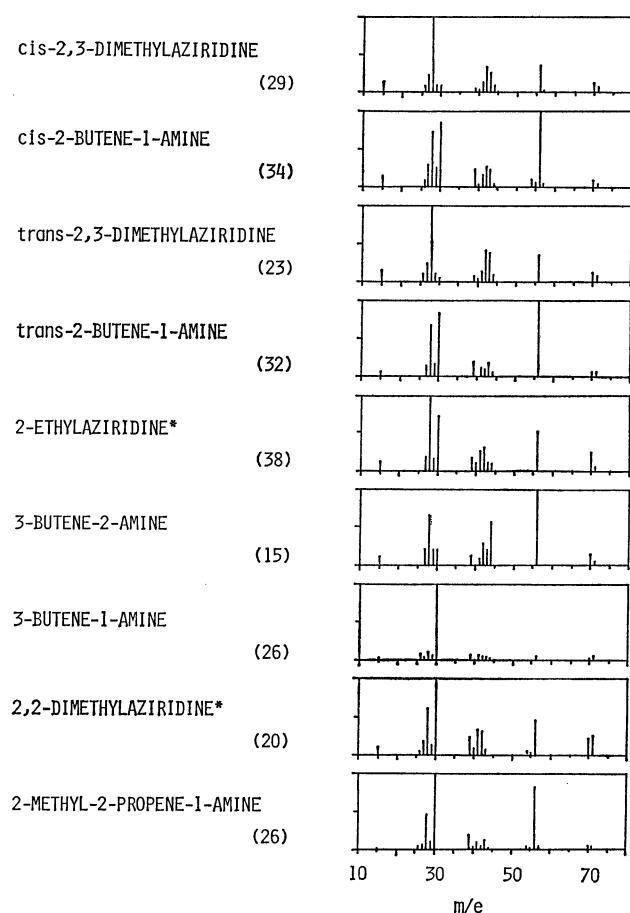 cis-2,3-DIMETHYLAZIRIDINE
(29)
cis-2-BUTENE-1-AMINE
(34)
trans-2,3-DIMETHYLAZIRIDINE
(23)
trans-2-BUTENE-1-AMINE
(32)
2-ETHYLAZIRIDINE*
(38)
3-BUTENE-2-AMINE
(15)
3-BUTENE-1-AMINE
(26)
2,2-DIMETHYLAZIRIDINE*
(20)
2-METHYL-2-PROPENE-1-AMINE
(26)
10 30 50 70
m/e